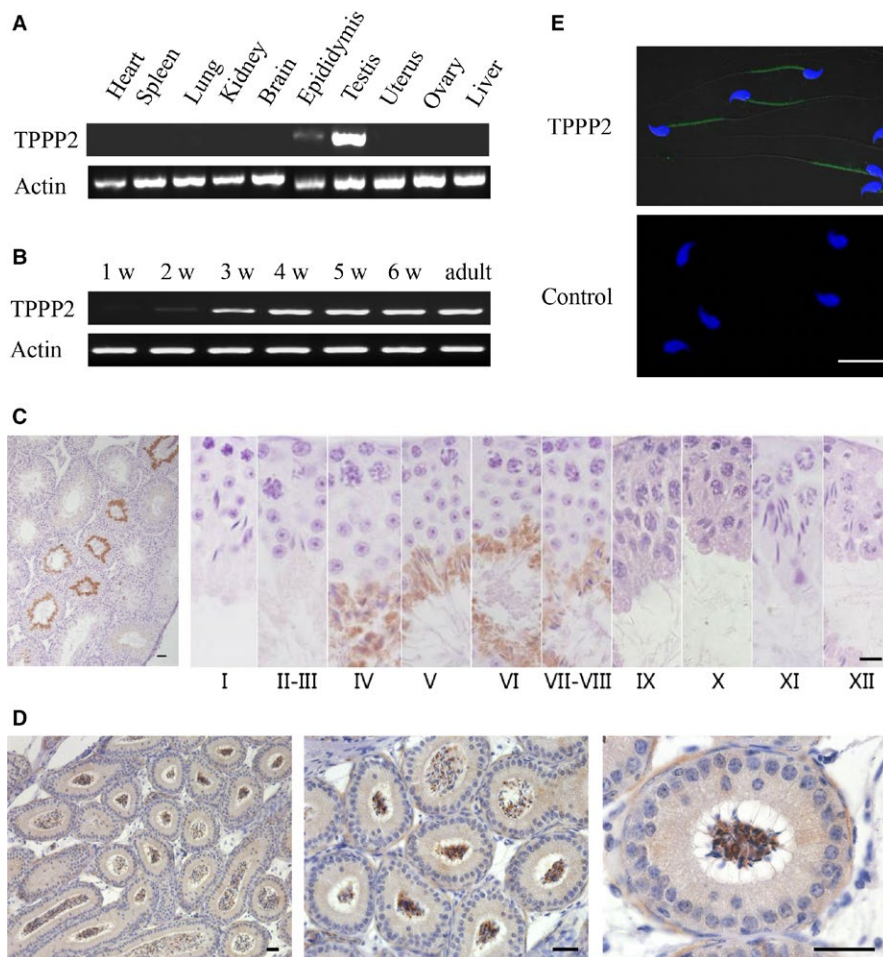 A
Heart Spleen Lung Kidney Brain Epididymis Testis Uterus Ovary Liver
TPPP2
Actin
B
1 w 2 w 3 w 4 w 5 w 6 w adult
TPPP2
Actin
E
TPPP2
Control
C
I II-III IV V VI VII-VIII IX X XI XII
D